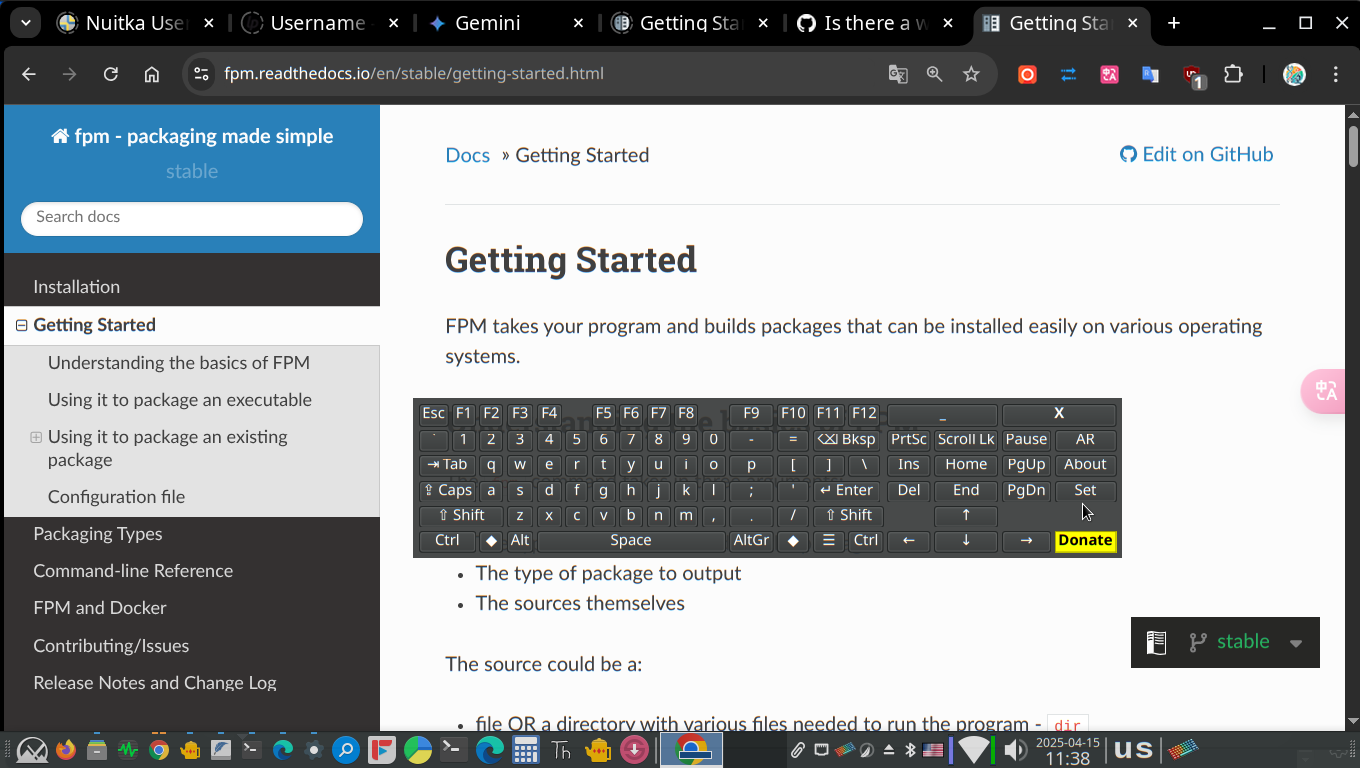 Nuitka Use
Username
Gemini
Getting Sta
Is there a w
Getting Sta
fpm.readthedocs.io/en/stable/getting-started.html
1
fpm - packaging made simple
stable
Search docs
Installation
Getting Started
Understanding the basics of FPM
Using it to package an executable
Using it to package an existing
package
Configuration file
Packaging Types
Command-line Reference
FPM and Docker
Contributing/Issues
Release Notes and Change Log
Docs » Getting Started
Edit on GitHub
Getting Started
FPM takes your program and builds packages that can be installed easily on various operating
systems.
Esc F1 F2 F3 F4 F5 F6 F7 F8 F9 F10 F11 F12 _ X
` 1 2 3 4 5 6 7 8 9 0 - = ⌫ Bksp PrtSc Scroll Lk Pause AR
⇥ Tab q w e r t y u i o p [ ] \ Ins Home PgUp About
⇪ Caps a s d f g h j k l ; ' ↵ Enter Del End PgDn Set
⇧ Shift z x c v b n m , . / ⇧ Shift ↑
Ctrl ◆ Alt Space AltGr ◆ ☰ Ctrl ← ↓ → Donate
• The type of package to output
• The sources themselves
The source could be a:
• file OR a directory with various files needed to run the program - dir
stable
Th
2025-04-15
11:38
us